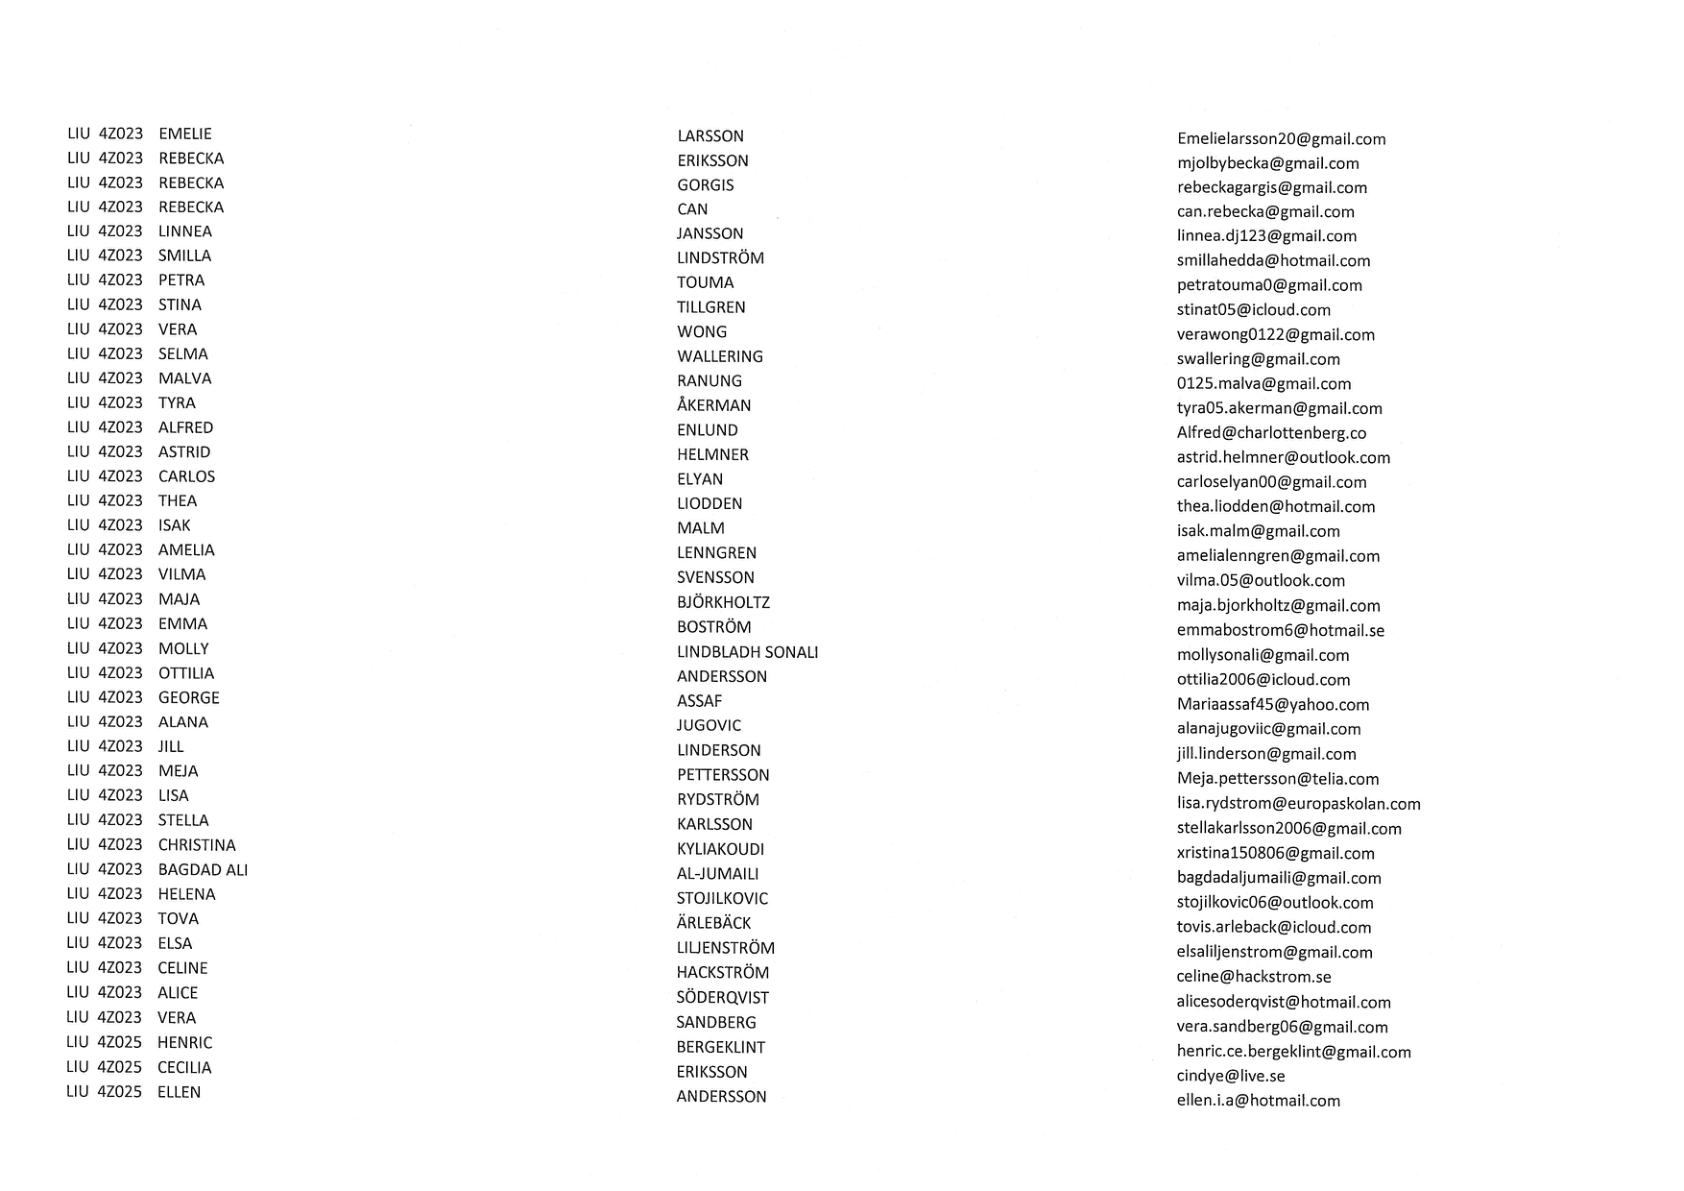 LIU 4Z023 EMELIE LARSSON Emelielarsson20@gmail.com
LIU 4Z023 REBECKA ERIKSSON mjolbybecka@gmail.com
LIU 4Z023 REBECKA GORGIS rebeckagargis@gmail.com
LIU 4Z023 REBECKA CAN can.rebecka@gmail.com
LIU 4Z023 LINNEA JANSSON linnea.dj123@gmail.com
LIU 4Z023 SMILLA LINDSTRÖM smillahedda@hotmail.com
LIU 4Z023 PETRA TOUMA petratouma0@gmail.com
LIU 4Z023 STINA TILLGREN stinat05@icloud.com
LIU 4Z023 VERA WONG verawong0122@gmail.com
LIU 4Z023 SELMA WALLERING swallering@gmail.com
LIU 4Z023 MALVA RANUNG 0125.malva@gmail.com
LIU 4Z023 TYRA ÅKERMAN tyra05.akerman@gmail.com
LIU 4Z023 ALFRED ENLUND Alfred@charlottenberg.co
LIU 4Z023 ASTRID HELMNER astrid.helmner@outlook.com
LIU 4Z023 CARLOS ELYAN carloselyan00@gmail.com
LIU 4Z023 THEA LIODDEN thea.liodden@hotmail.com
LIU 4Z023 ISAK MALM isak.malm@gmail.com
LIU 4Z023 AMELIA LENNGREN amelialenngren@gmail.com
LIU 4Z023 VILMA SVENSSON vilma.05@outlook.com
LIU 4Z023 MAJA BJÖRKHOLTZ maja.bjorkholtz@gmail.com
LIU 4Z023 EMMA BOSTRÖM emmabostrom6@hotmail.se
LIU 4Z023 MOLLY LINDBLADH SONALI mollysonali@gmail.com
LIU 4Z023 OTTILIA ANDERSSON ottilia2006@icloud.com
LIU 4Z023 GEORGE ASSAF Mariaassaf45@yahoo.com
LIU 4Z023 ALANA JUGOVIC alanajugoviic@gmail.com
LIU 4Z023 JILL LINDERSON jill.linderson@gmail.com
LIU 4Z023 MEJA PETTERSSON Meja.pettersson@telia.com
LIU 4Z023 LISA RYDSTRÖM lisa.rydstrom@europaskolan.com
LIU 4Z023 STELLA KARLSSON stellakarlsson2006@gmail.com
LIU 4Z023 CHRISTINA KYLIAKOUDI xristina150806@gmail.com
LIU 4Z023 BAGDAD ALI AL-JUMAILI bagdadaljumaili@gmail.com
LIU 4Z023 HELENA STOJILKOVIC stojilkovic06@outlook.com
LIU 4Z023 TOVA ÄRLEBÄCK tovis.arleback@icloud.com
LIU 4Z023 ELSA LILJENSTRÖM elsaliljenstrom@gmail.com
LIU 4Z023 CELINE HACKSTRÖM celine@hackstrom.se
LIU 4Z023 ALICE SÖDERQVIST alicesoderqvist@hotmail.com
LIU 4Z023 VERA SANDBERG vera.sandberg06@gmail.com
LIU 4Z025 HENRIC BERGEKLINT henric.ce.bergeklint@gmail.com
LIU 4Z025 CECILIA ERIKSSON cindye@live.se
LIU 4Z025 ELLEN ANDERSSON ellen.i.a@hotmail.com